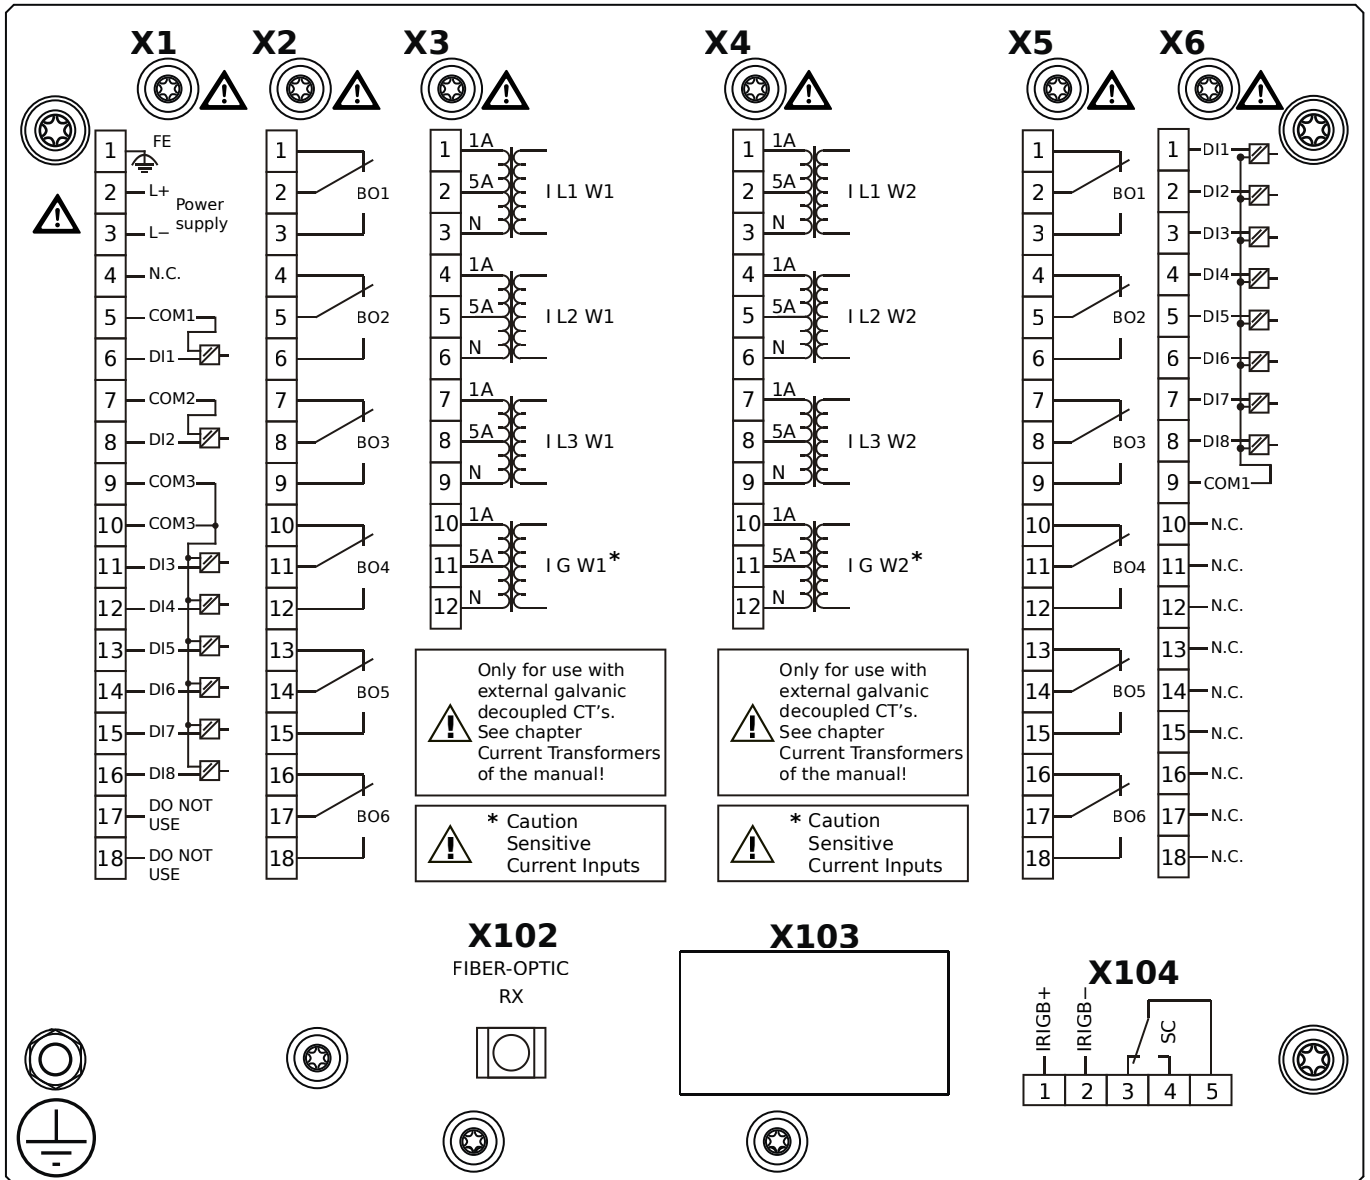 X1
X2
X3
X4
X5
X6
1 FE
2 L+
Power
supply
3 L−
4 N.C.
5 COM1
6 DI1
7 COM2
8 DI2
9 COM3
10 COM3
11 DI3
12 DI4
13 DI5
14 DI6
15 DI7
16 DI8
17 DO NOT
USE
18 DO NOT
USE
1
2 BO1
3
4
5 BO2
6
7
8 BO3
9
10
11 BO4
12
13
14 BO5
15
16
17 BO6
18
1 1A
2 5A I L1 W1
3 N
4 1A
5 5A I L2 W1
6 N
7 1A
8 5A I L3 W1
9 N
10 1A
11 5A I G W1*
12 N
Only for use with
external galvanic
decoupled CT's.
See chapter
Current Transformers
of the manual!
* Caution
Sensitive
Current Inputs
1 1A
2 5A I L1 W2
3 N
4 1A
5 5A I L2 W2
6 N
7 1A
8 5A I L3 W2
9 N
10 1A
11 5A I G W2*
12 N
Only for use with
external galvanic
decoupled CT's.
See chapter
Current Transformers
of the manual!
* Caution
Sensitive
Current Inputs
1
2 BO1
3
4
5 BO2
6
7
8 BO3
9
10
11 BO4
12
13
14 BO5
15
16
17 BO6
18
1 DI1
2 DI2
3 DI3
4 DI4
5 DI5
6 DI6
7 DI7
8 DI8
9 COM1
10 N.C.
11 N.C.
12 N.C.
13 N.C.
14 N.C.
15 N.C.
16 N.C.
17 N.C.
18 N.C.
X102
FIBER-OPTIC
RX
X103
X104
IRIGB+
IRIGB−
SC
1 2 3 4 5